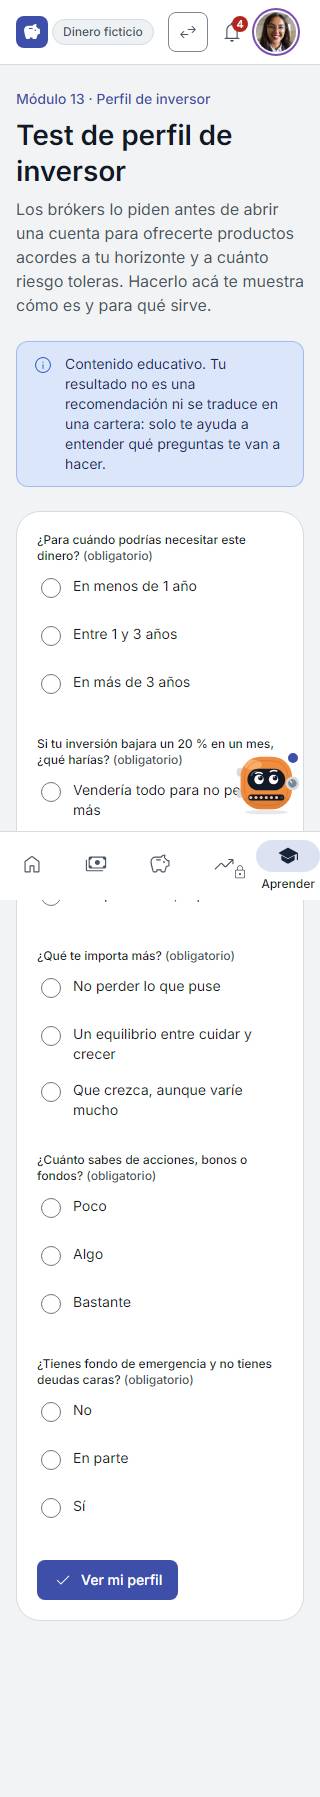 Dinero ficticio
4
Módulo 13 · Perfil de inversor
Test de perfil de
inversor
Los brókers lo piden antes de abrir
una cuenta para ofrecerte productos
acordes a tu horizonte y a cuánto
riesgo toleras. Hacerlo acá te muestra
cómo es y para qué sirve.
Contenido educativo. Tu
resultado no es una
recomendación ni se traduce en
una cartera: solo te ayuda a
entender qué preguntas te van a
hacer.
¿Para cuándo podrías necesitar este
dinero? (obligatorio)
En menos de 1 año
Entre 1 y 3 años
En más de 3 años
Si tu inversión bajara un 20 % en un mes,
¿qué harías? (obligatorio)
Vendería todo para no
más
Aprender
¿Qué te importa más? (obligatorio)
No perder lo que puse
Un equilibrio entre cuidar y
crecer
Que crezca, aunque varíe
mucho
¿Cuánto sabes de acciones, bonos o
fondos? (obligatorio)
Poco
Algo
Bastante
¿Tienes fondo de emergencia y no tienes
deudas caras? (obligatorio)
No
En parte
Sí
Ver mi perfil